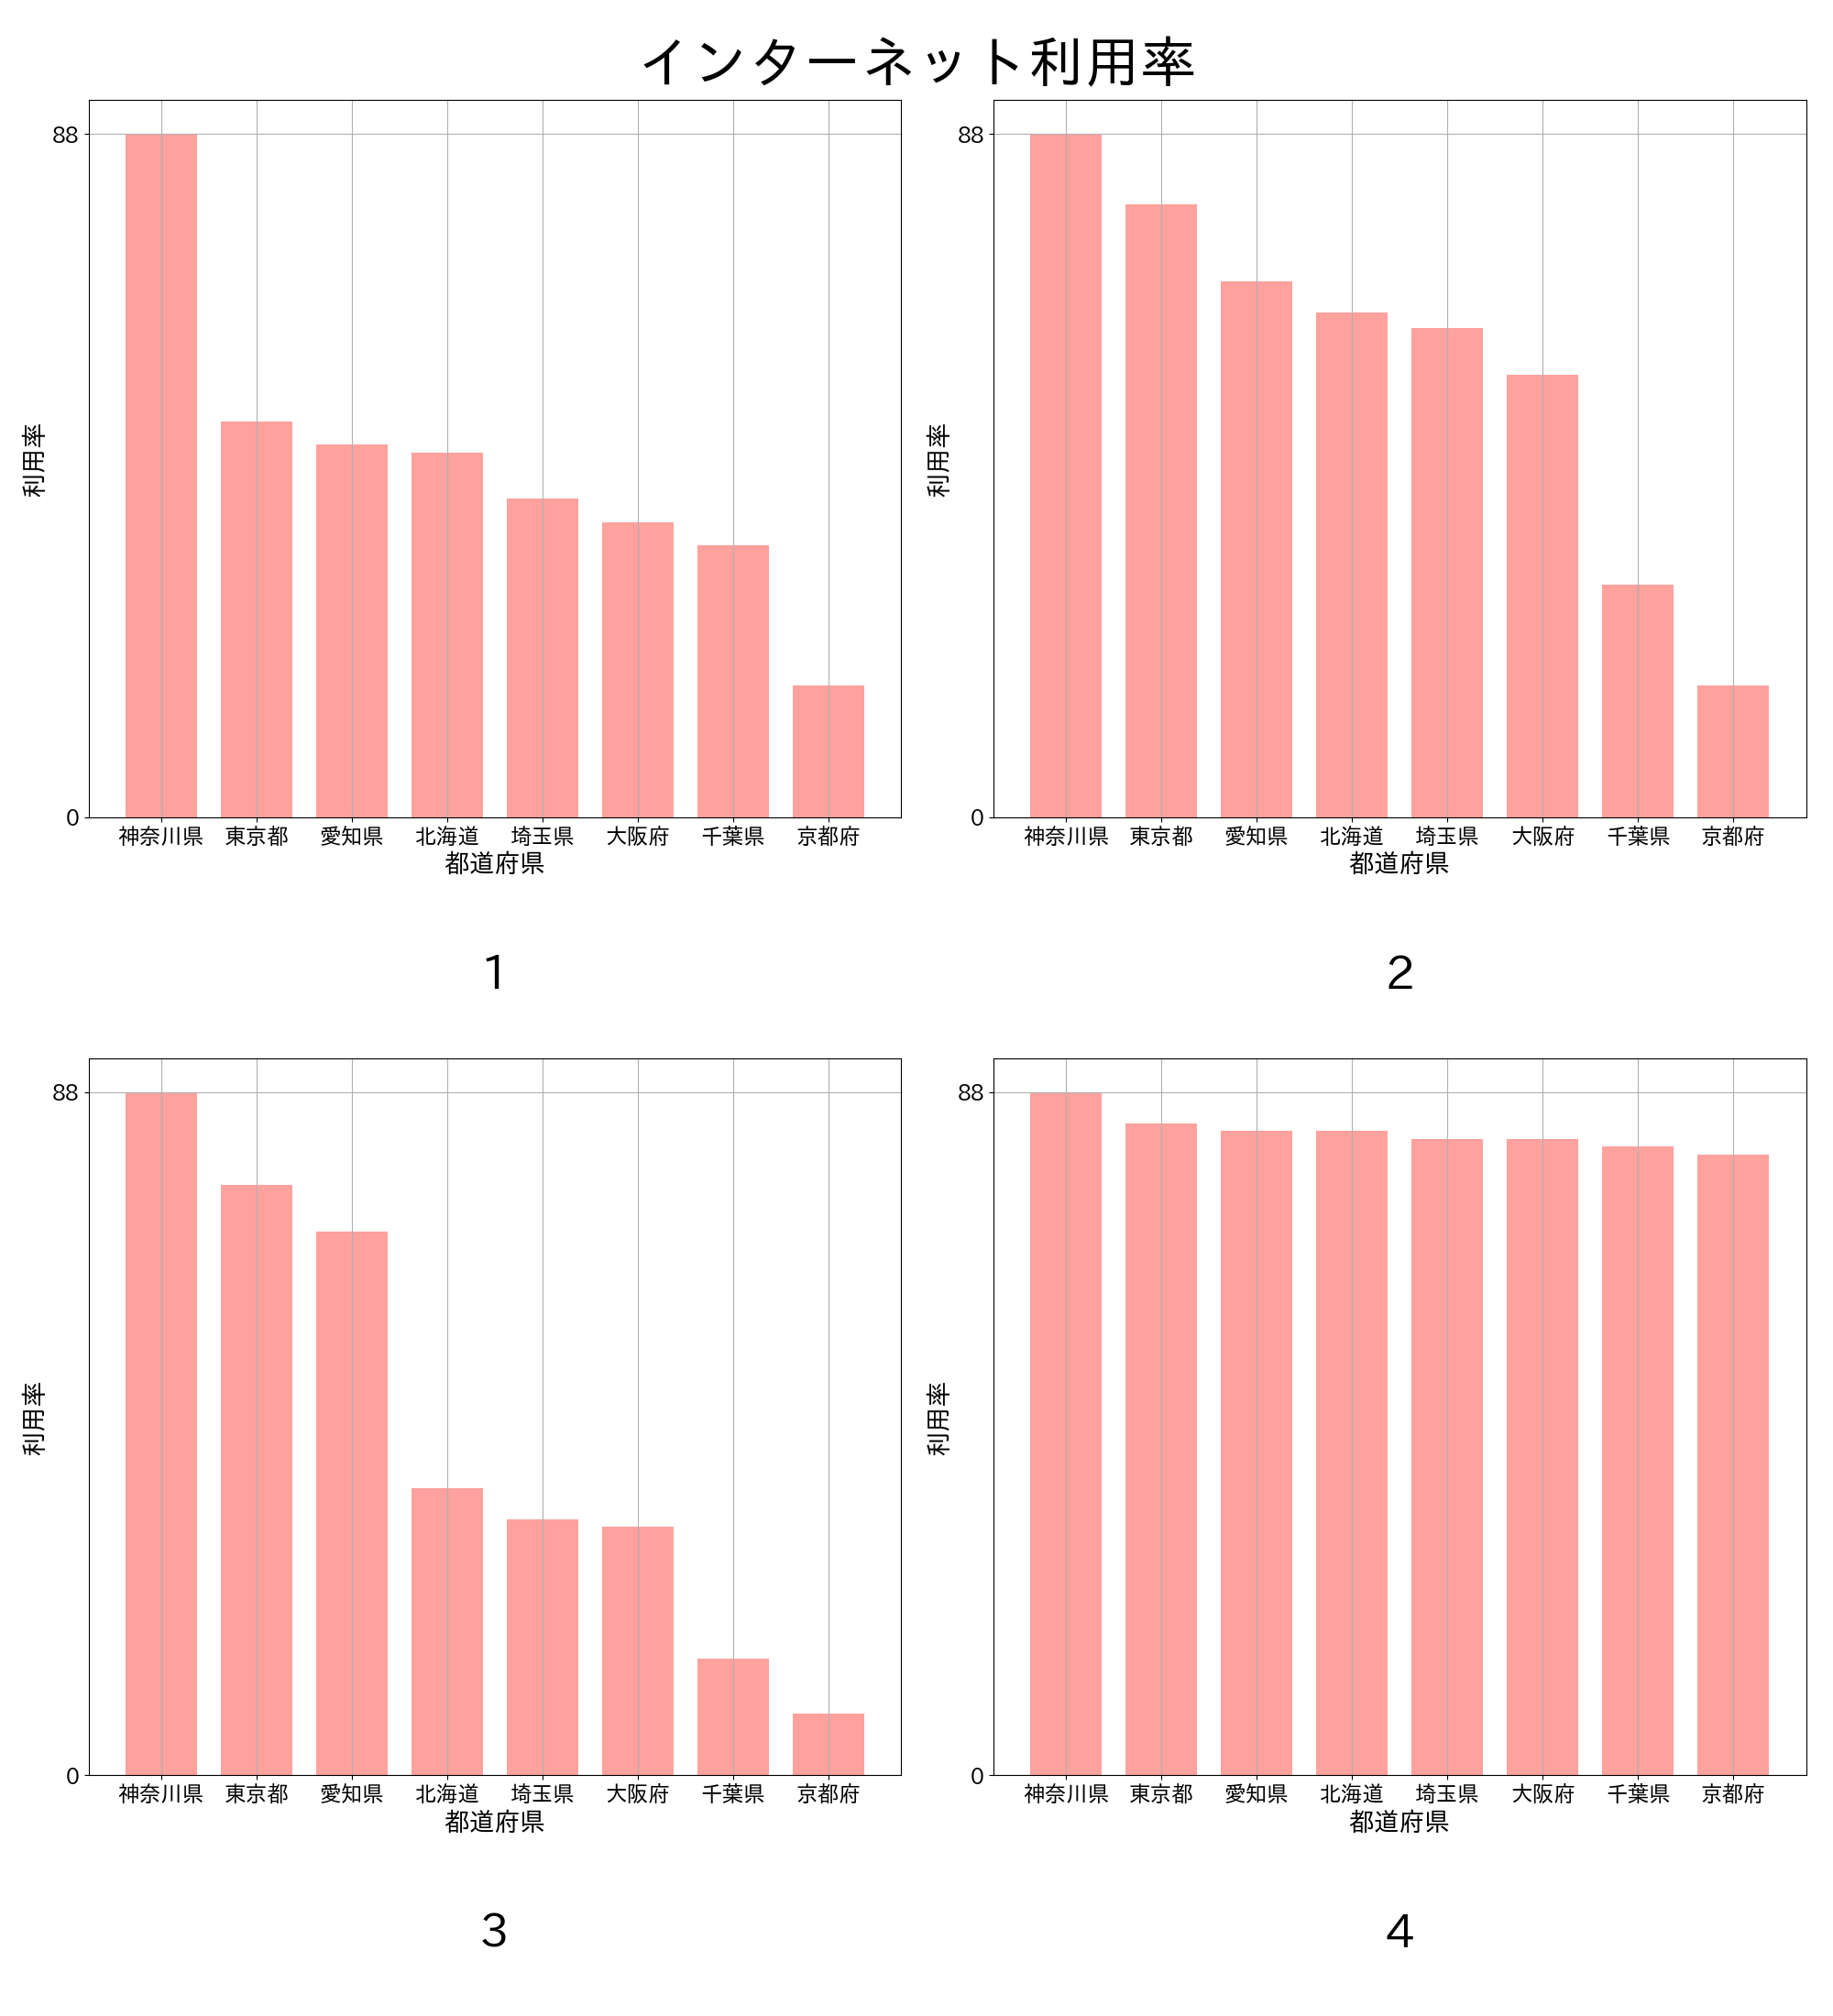 インターネット利用率
88
0
利用率
神奈川県 東京都 愛知県 北海道 埼玉県 大阪府 千葉県 京都府
都道府県
1
88
0
利用率
神奈川県 東京都 愛知県 北海道 埼玉県 大阪府 千葉県 京都府
都道府県
2
88
0
利用率
神奈川県 東京都 愛知県 北海道 埼玉県 大阪府 千葉県 京都府
都道府県
3
88
0
利用率
神奈川県 東京都 愛知県 北海道 埼玉県 大阪府 千葉県 京都府
都道府県
4